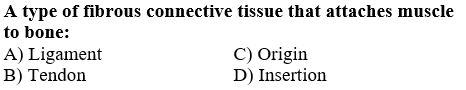 A type of fibrous connective tissue that attaches muscle
to bone:
A) Ligament C) Origin
B) Tendon D) Insertion